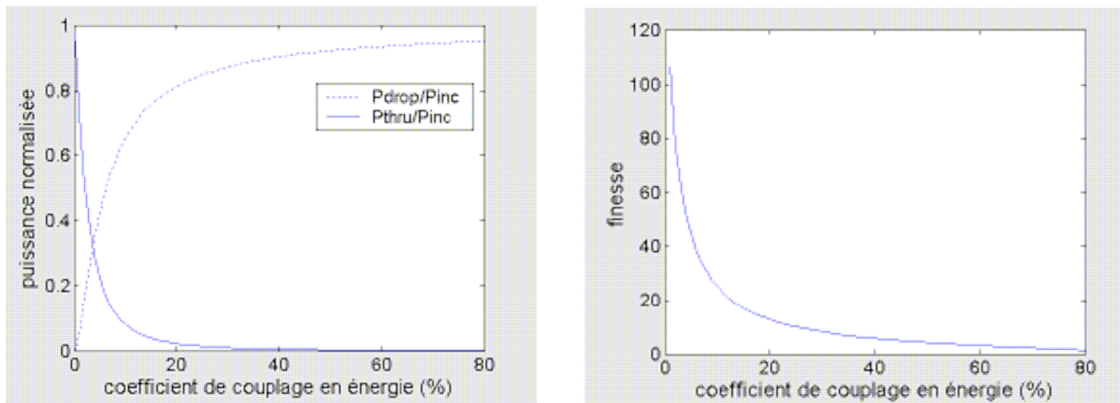 puissance normalisée
1
0.8
0.6
0.4
0.2
0
Pdrop/Pinc
Pthru/Pinc
0 20 40 60 80
coefficient de couplage en énergie (%)
finesse
120
100
80
60
40
20
0
0 20 40 60 80
coefficient de couplage en énergie (%)